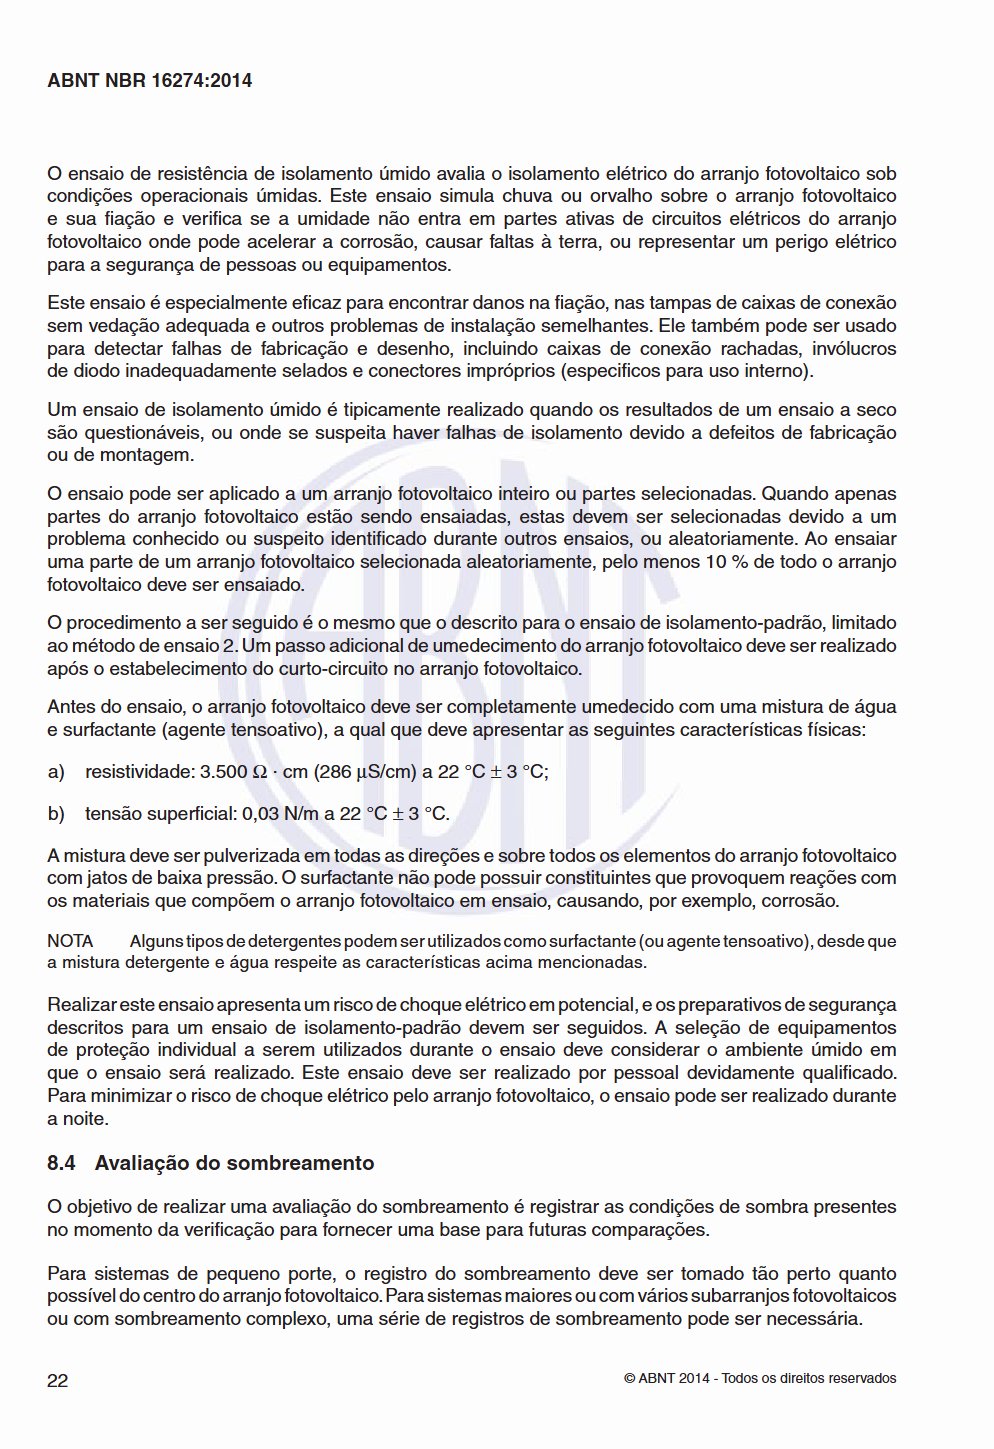 ABNT NBR 16274:2014
O ensaio de resistência de isolamento úmido avalia o isolamento elétrico do arranjo fotovoltaico sob
condições operacionais úmidas. Este ensaio simula chuva ou orvalho sobre o arranjo fotovoltaico
e sua fiação e verifica se a umidade não entra em partes ativas de circuitos elétricos do arranjo
fotovoltaico onde pode acelerar a corrosão, causar faltas à terra, ou representar um perigo elétrico
para a segurança de pessoas ou equipamentos.
Este ensaio é especialmente eficaz para encontrar danos na fiação, nas tampas de caixas de conexão
sem vedação adequada e outros problemas de instalação semelhantes. Ele também pode ser usado
para detectar falhas de fabricação e desenho, incluindo caixas de conexão rachadas, invólucros
de diodo inadequadamente selados e conectores impróprios (especificos para uso interno).
Um ensaio de isolamento úmido é tipicamente realizado quando os resultados de um ensaio a seco
são questionáveis, ou onde se suspeita haver falhas de isolamento devido a defeitos de fabricação
ou de montagem.
O ensaio pode ser aplicado a um arranjo fotovoltaico inteiro ou partes selecionadas. Quando apenas
partes do arranjo fotovoltaico estão sendo ensaiadas, estas devem ser selecionadas devido a um
problema conhecido ou suspeito identificado durante outros ensaios, ou aleatoriamente. Ao ensaiar
uma parte de um arranjo fotovoltaico selecionada aleatoriamente, pelo menos 10 % de todo o arranjo
fotovoltaico deve ser ensaiado.
O procedimento a ser seguido é o mesmo que o descrito para o ensaio de isolamento-padrão, limitado
ao método de ensaio 2. Um passo adicional de umedecimento do arranjo fotovoltaico deve ser realizado
após o estabelecimento do curto-circuito no arranjo fotovoltaico.
Antes do ensaio, o arranjo fotovoltaico deve ser completamente umedecido com uma mistura de água
e surfactante (agente tensoativo), a qual que deve apresentar as seguintes características físicas:
a) resistividade: 3.500 Ω · cm (286 µS/cm) a 22 °C ± 3 °C;
b) tensão superficial: 0,03 N/m a 22 °C ± 3 °C.
A mistura deve ser pulverizada em todas as direções e sobre todos os elementos do arranjo fotovoltaico
com jatos de baixa pressão. O surfactante não pode possuir constituintes que provoquem reações com
os materiais que compõem o arranjo fotovoltaico em ensaio, causando, por exemplo, corrosão.
NOTA Alguns tipos de detergentes podem ser utilizados como surfactante (ou agente tensoativo), desde que
a mistura detergente e água respeite as características acima mencionadas.
Realizar este ensaio apresenta um risco de choque elétrico em potencial, e os preparativos de segurança
descritos para um ensaio de isolamento-padrão devem ser seguidos. A seleção de equipamentos
de proteção individual a serem utilizados durante o ensaio deve considerar o ambiente úmido em
que o ensaio será realizado. Este ensaio deve ser realizado por pessoal devidamente qualificado.
Para minimizar o risco de choque elétrico pelo arranjo fotovoltaico, o ensaio pode ser realizado durante
a noite.
8.4 Avaliação do sombreamento
O objetivo de realizar uma avaliação do sombreamento é registrar as condições de sombra presentes
no momento da verificação para fornecer uma base para futuras comparações.
Para sistemas de pequeno porte, o registro do sombreamento deve ser tomado tão perto quanto
possível do centro do arranjo fotovoltaico. Para sistemas maiores ou com vários subarranjos fotovoltaicos
ou com sombreamento complexo, uma série de registros de sombreamento pode ser necessária.
22
© ABNT 2014 - Todos os direitos reservados
ABNT